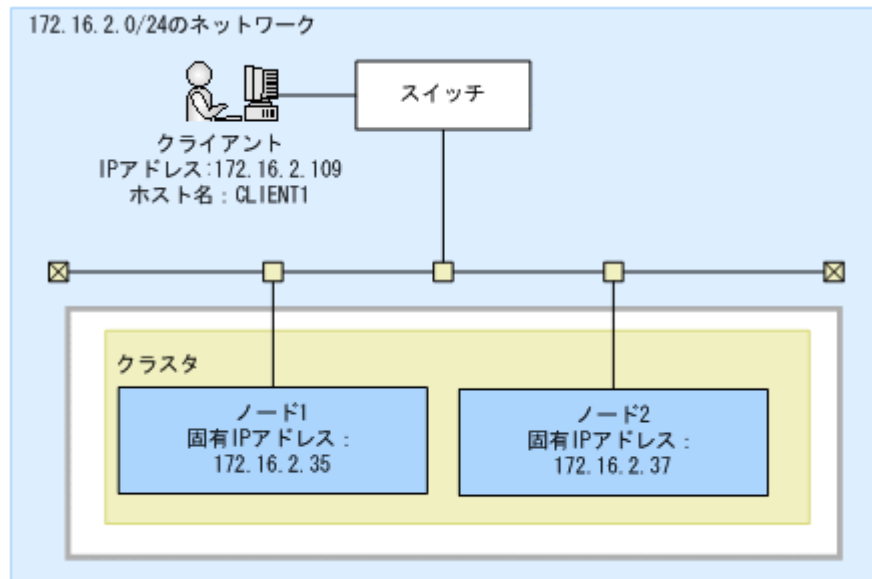 172.16.2.0/24のネットワーク
スイッチ
クライアント
IPアドレス:172.16.2.109
ホスト名：CLIENT1
クラスタ
ノード1
固有IPアドレス：
172.16.2.35
ノード2
固有IPアドレス：
172.16.2.37